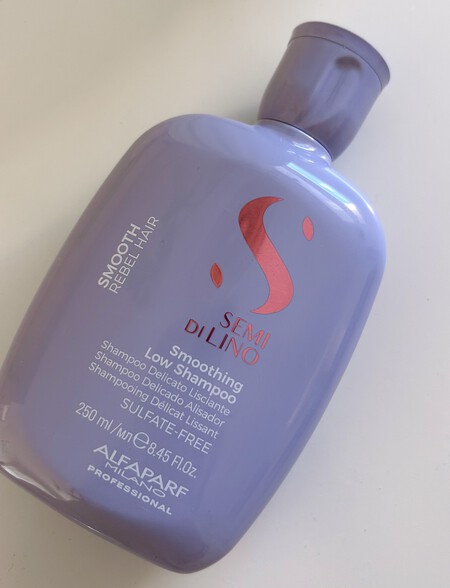 SMOOTH
REBEL HAIR
SEMI
DI LINO
Smoothing
Low Shampoo
Shampoo Delicato Lisciante
Shampoo Delicado Alisador
Shampooing Délicat Lissant
SULFATE-FREE
250 ml/мл℮8.45 Fl.Oz.
ALFAPARF
MILANO
PROFESSIONAL